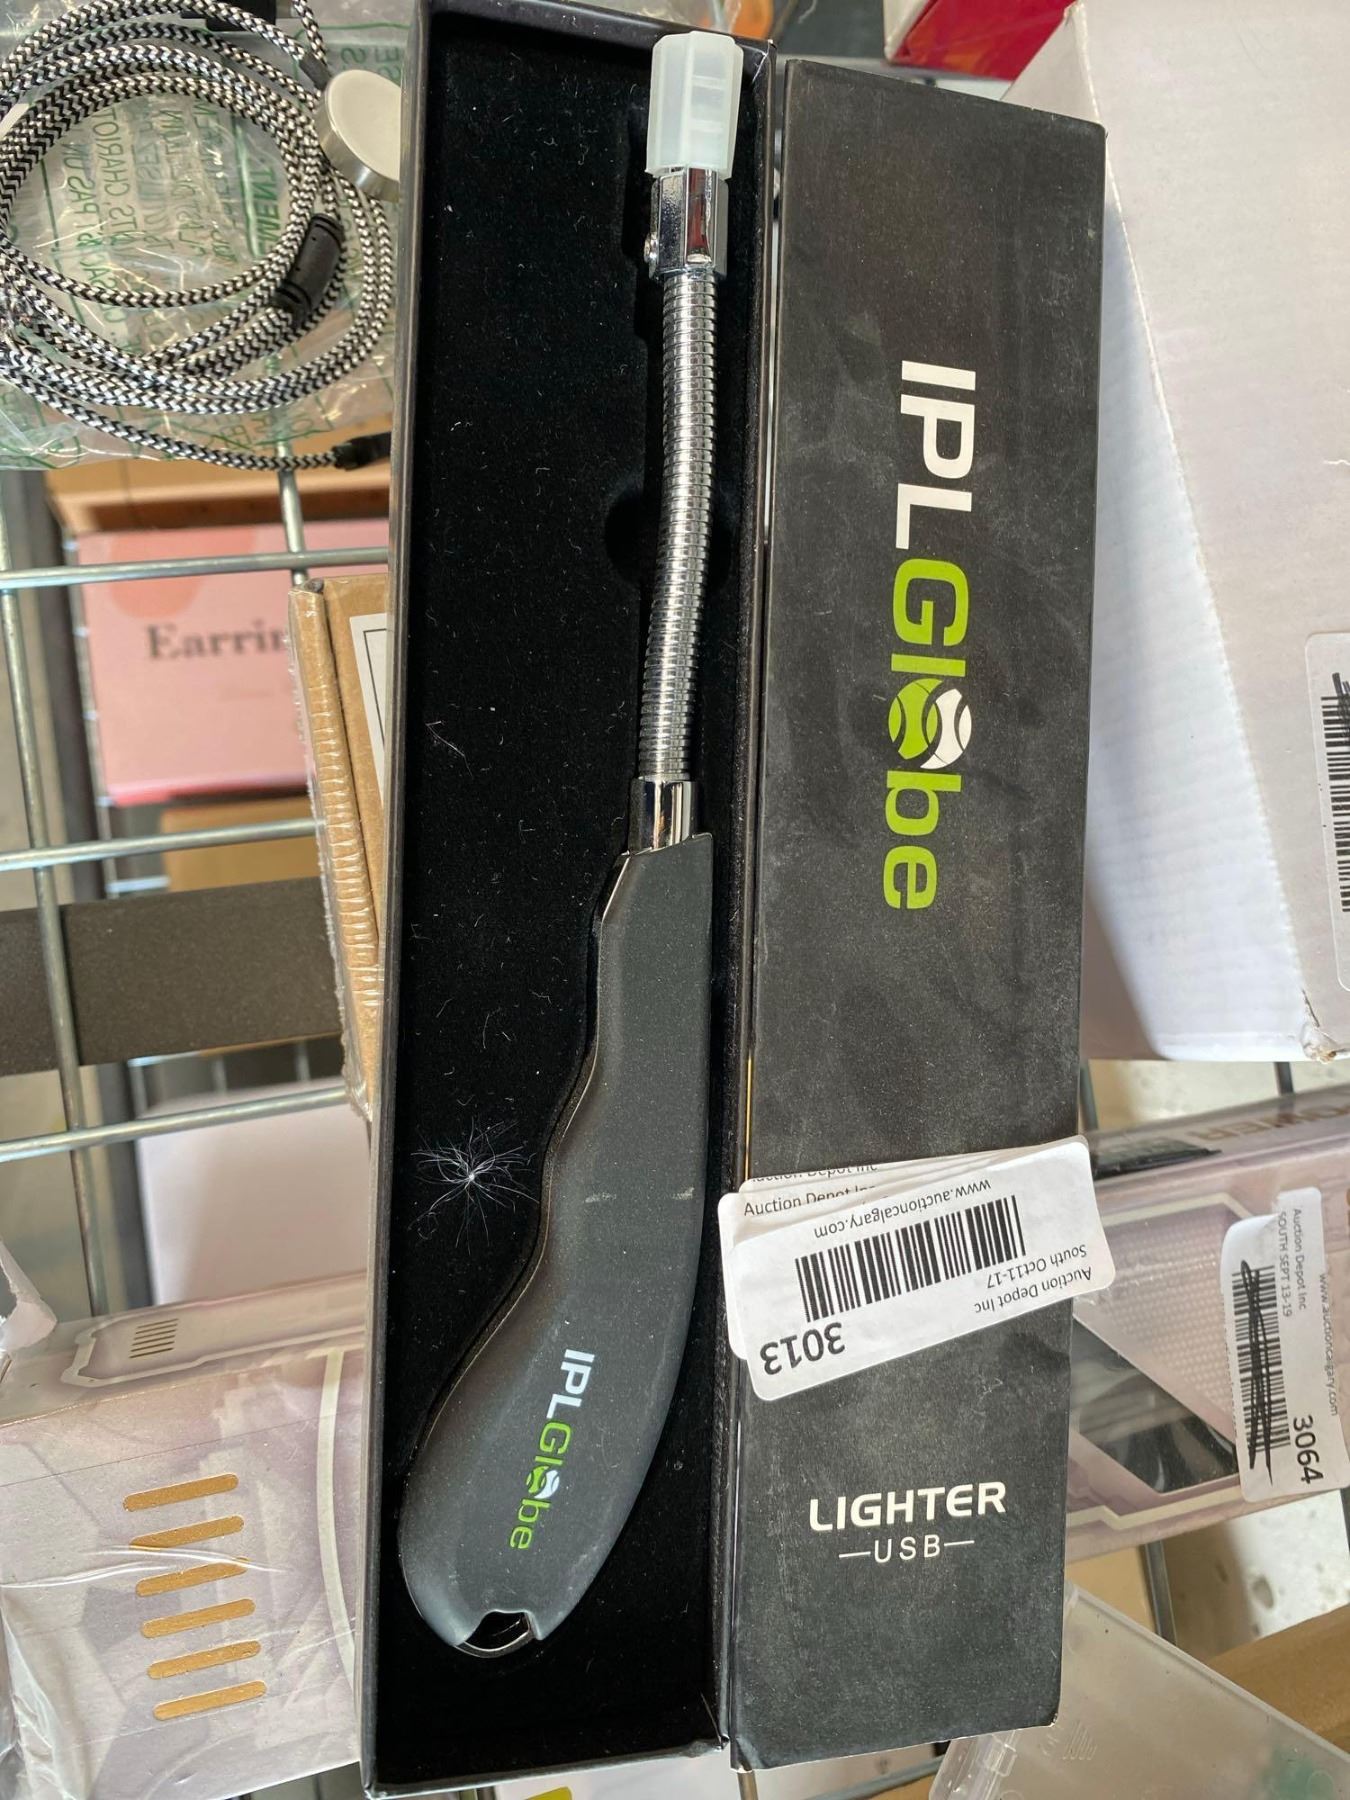 IPLGlobe
LIGHTER
—USB—
IPLGlobe
Auction Depot Inc
South Oct11-17
www.auctioncalgary.com
3013
Auction Depot Inc
Auction Depot Inc
SOUTH SEPT 13-19
www.auctioncalgary.com
3064
Earrin